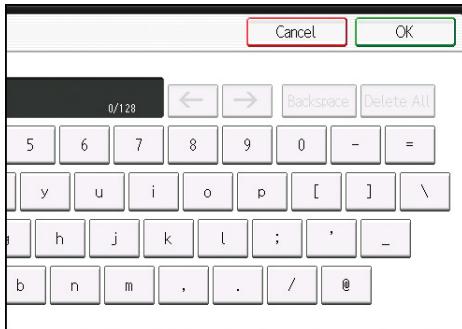 Cancel OK
0/128 ← → Backspace Delete All
5 6 7 8 9 0 - =
y u i o p [ ] \
h j k l ; ' _
b n m , . / @